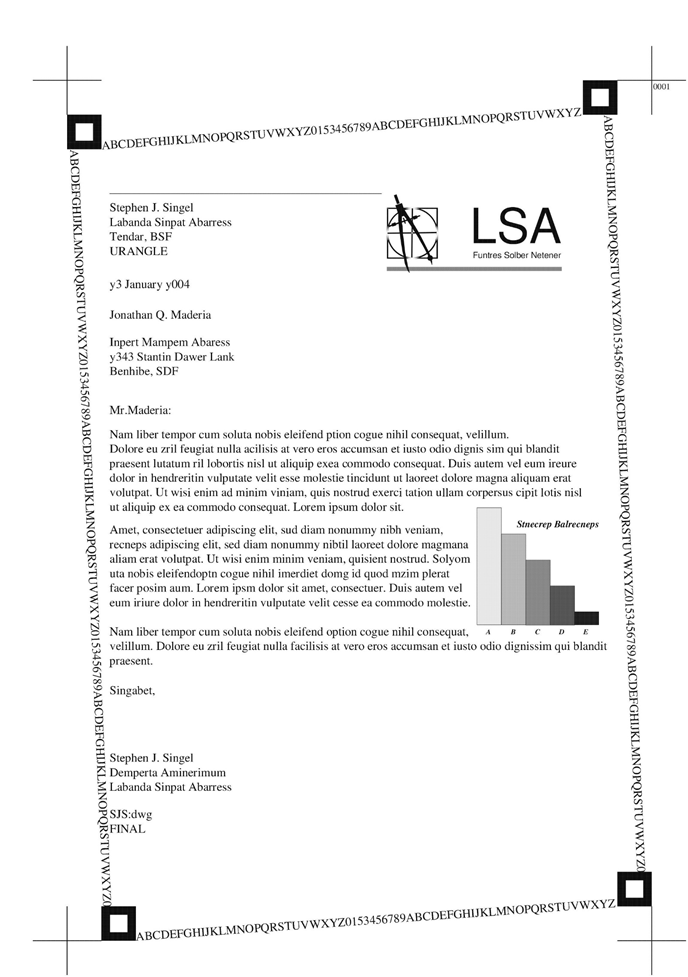 0001
ABCDEFGHIJKLMNOPQRSTUVWXYZ0153456789ABCDEFGHIJKLMNOPQRSTUVWXYZ
ABCDEFGHIJKLMNOPQRSTUVWXYZ0153456789ABCDEFGHIJKLMNOPQRSTUVWXYZ0153456789ABCDEFGHIJKLMNOPQRSTUVWXYZ0
ABCDEFGHIJKLMNOPQRSTUVWXYZ0153456789ABCDEFGHIJKLMNOPQRSTUVWXYZ0153456789ABCDEFGHIJKLMNOPQRSTUVWXYZ0
LSA
Funtres Solber Netener
Stephen J. Singel
Labanda Sinpat Abarress
Tendar, BSF
URANGLE
y3 January y004
Jonathan Q. Maderia
Inpert Mampem Abaress
y343 Stantin Dawer Lank
Benhibe, SDF
Mr.Maderia:
Nam liber tempor cum soluta nobis eleifend ption cogue nihil consequat, velillum.
Dolore eu zril feugiat nulla acilisis at vero eros accumsan et iusto odio dignis sim qui blandit
praesent lutatum ril lobortis nisl ut aliquip exea commodo consequat. Duis autem vel eum ireure
dolor in hendreritin vulputate velit esse molestie tincidunt ut laoreet dolore magna aliquam erat
volutpat. Ut wisi enim ad minim viniam, quis nostrud exerci tation ullam corpersus cipit lotis nisl
ut aliquip ex ea commodo consequat. Lorem ipsum dolor sit.
Amet, consectetuer adipiscing elit, sud diam nonummy nibh veniam,
recneps adipiscing elit, sed diam nonummy nibtil laoreet dolore magmana
aliam erat volutpat. Ut wisi enim minim veniam, quisient nostrud. Solyom
uta nobis eleifendoptn cogue nihil imerdiet domg id quod mzim plerat
facer posim aum. Lorem ipsm dolor sit amet, consectuer. Duis autem vel
eum iriure dolor in hendreritin vulputate velit cesse ea commodo molestie.
Stnecrep Balrecneps
A B C D E
Nam liber tempor cum soluta nobis eleifend option cogue nihil consequat,
velillum. Dolore eu zril feugiat nulla facilisis at vero eros accumsan et iusto odio dignissim qui blandit
praesent.
Singabet,
Stephen J. Singel
Demperta Aminerimum
Labanda Sinpat Abarress
SJS:dwg
FINAL
ABCDEFGHIJKLMNOPQRSTUVWXYZ0153456789ABCDEFGHIJKLMNOPQRSTUVWXYZ